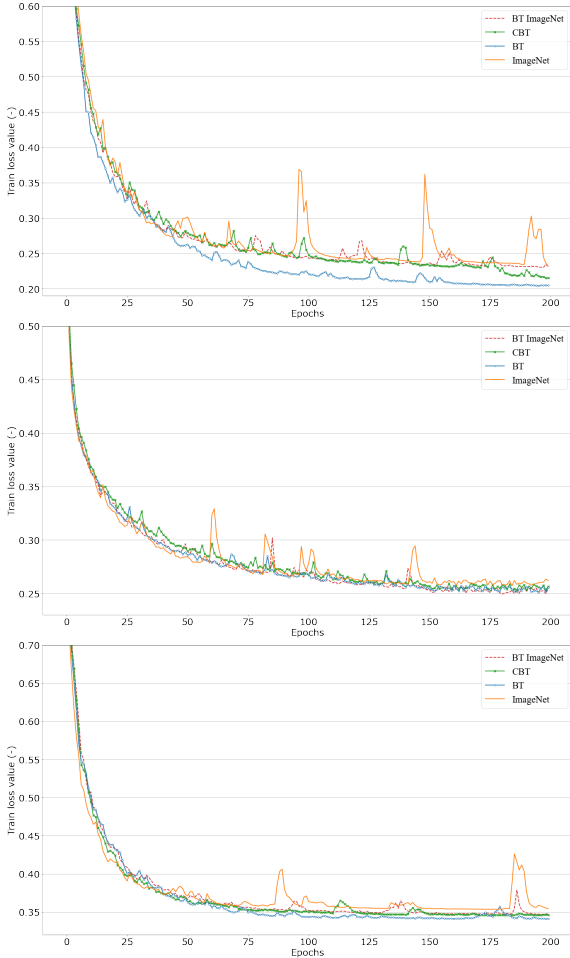 0.60
0.55
0.50
0.45
0.40
0.35
0.30
0.25
0.20
Train loss value (-)
BT ImageNet
CBT
BT
ImageNet
0 25 50 75 100 125 150 175 200
Epochs
0.50
0.45
0.40
0.35
0.30
0.25
Train loss value (-)
BT ImageNet
CBT
BT
ImageNet
0 25 50 75 100 125 150 175 200
Epochs
0.70
0.65
0.60
0.55
0.50
0.45
0.40
0.35
Train loss value (-)
BT ImageNet
CBT
BT
ImageNet
0 25 50 75 100 125 150 175 200
Epochs